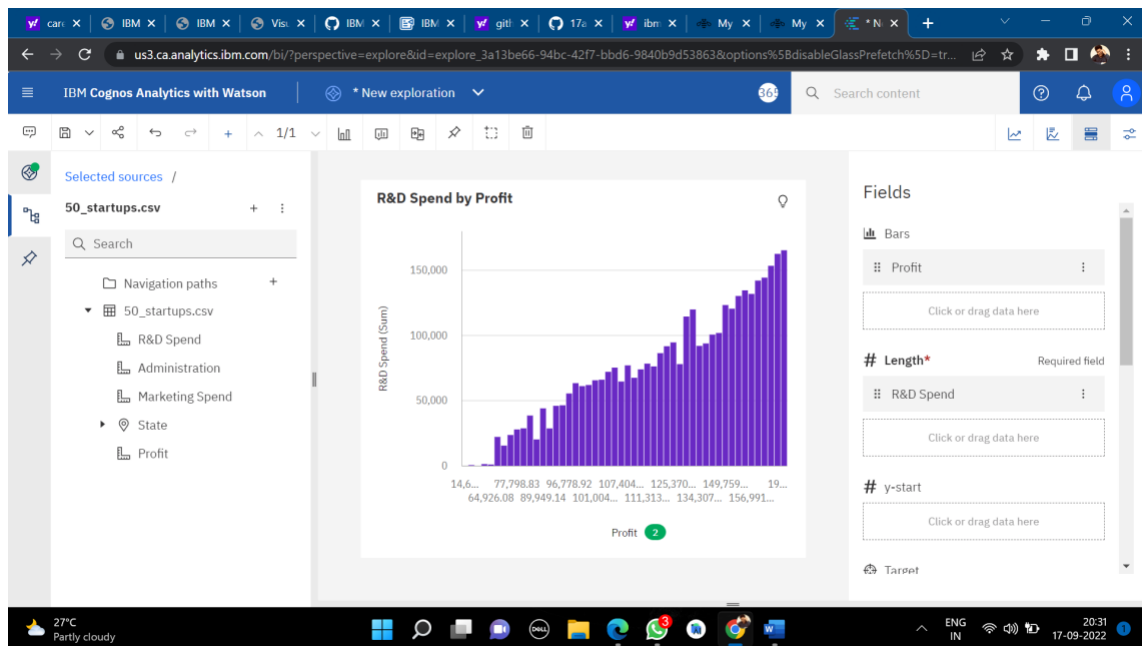 care
IBM
IBM
Visu
IBM
IBM
gith
17a
ibm
My
My
* N
us3.ca.analytics.ibm.com/bi/?perspective=explore&id=explore_3a13be66-94bc-42f7-bbd6-9840b9d53863&options%5BdisableGlassPrefetch%5D=tr...
IBM Cognos Analytics with Watson
* New exploration
365
Search content
1/1
Selected sources /
50_startups.csv
Search
Navigation paths
50_startups.csv
R&D Spend
Administration
Marketing Spend
State
Profit
R&D Spend by Profit
R&D Spend (Sum)
150,000
100,000
50,000
0
14,6... 77,798.83 96,778.92 107,404... 125,370... 149,759... 19...
64,926.08 89,949.14 101,004... 111,313... 134,307... 156,991...
Profit 2
Fields
Bars
Profit
Click or drag data here
# Length* Required field
R&D Spend
Click or drag data here
# y-start
Click or drag data here
Target
27°C
Partly cloudy
DELL
3
W
ENG
IN
20:31
17-09-2022
1